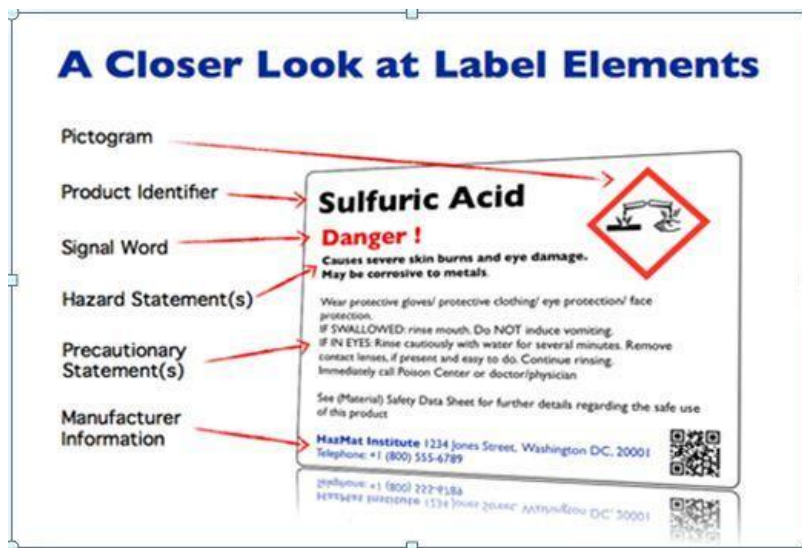 A Closer Look at Label Elements
Pictogram
Product Identifier
Signal Word
Hazard Statement(s)
Precautionary
Statement(s)
Manufacturer
Information
Sulfuric Acid
Danger !
Causes severe skin burns and eye damage.
May be corrosive to metals.
Wear protective gloves/ protective clothing/ eye protection/ face
protection.
IF SWALLOWED: rinse mouth. Do NOT induce vomiting.
IF IN EYES: Rinse cautiously with water for several minutes. Remove
contact lenses, if present and easy to do. Continue rinsing.
Immediately call Poison Center or doctor/physician
See (Material) Safety Data Sheet for further details regarding the safe use
of this product
HazMat Institute 1234 Jones Street, Washington DC, 20001
Telephone: +1 (800) 555-6789